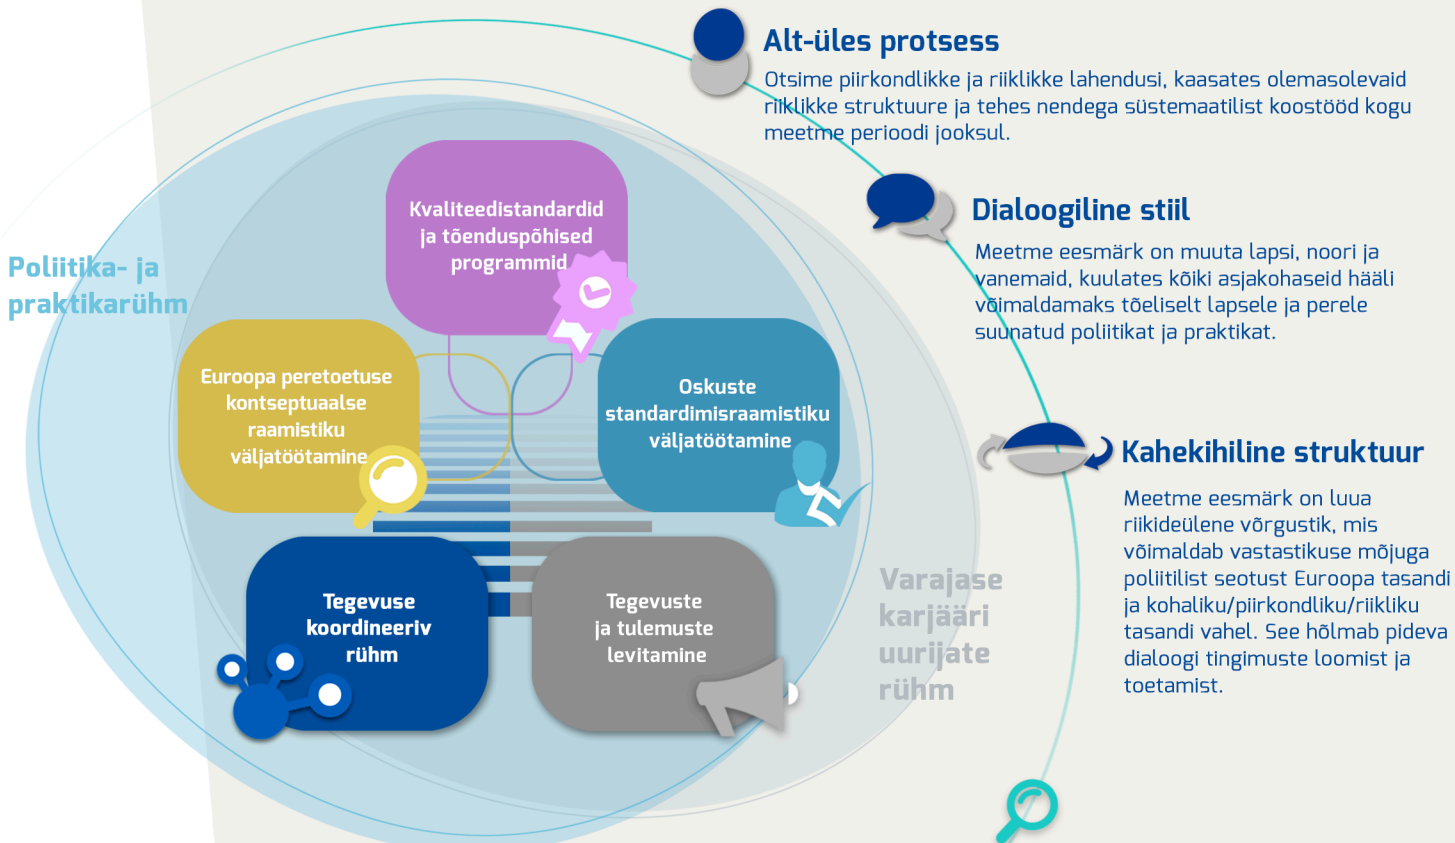 Alt-üles protsess
Otsime piirkondlikke ja riiklikke lahendusi, kaasates olemasolevaid
riiklikke struktuure ja tehes nendega süstemaatilist koostööd kogu
meetme perioodi jooksul.
Dialoogiline stiil
Meetme eesmärk on muuta lapsi, noori ja
vanemaid, kuulates kõiki asjakohaseid hääli
võimaldamaks tõeliselt lapsele ja perele
suunatud poliitikat ja praktikat.
Kahekihiline struktuur
Meetme eesmärk on luua
riikideülene võrgustik, mis
võimaldab vastastikuse mõjuga
poliitilist seotust Euroopa tasandi
ja kohaliku/piirkondliku/riikliku
tasandi vahel. See hõlmab pideva
dialoogi tingimuste loomist ja
toetamist.
Poliitika- ja
praktikarühm
Kvaliteedistandardid
ja tõenduspõhised
programmid
Euroopa peretoetuse
kontseptuaalse
raamistiku
väljatöötamine
Oskuste
standardimisraamistiku
väljatöötamine
Tegevuse
koordineeriv
rühm
Tegevuste
ja tulemuste
levitamine
Varajase
karjääri
uurijate
rühm